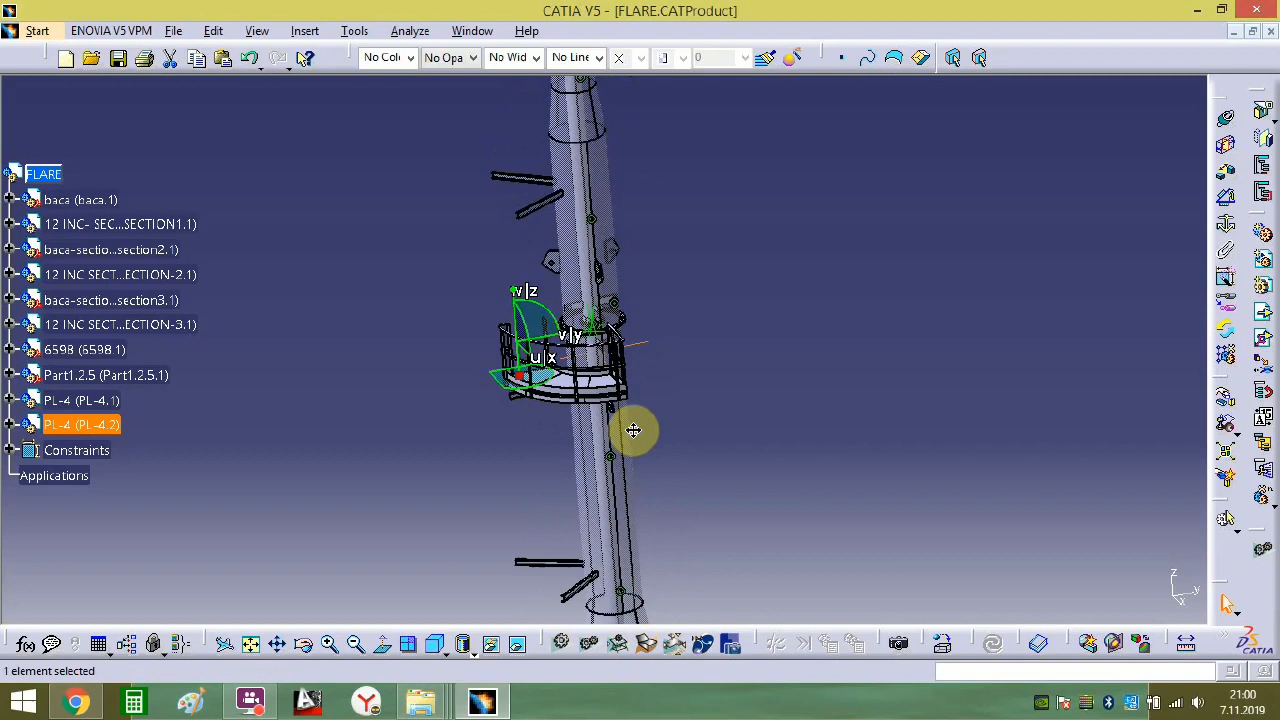 CATIA V5 - [FLARE.CATProduct]
Start ENOVIA V5 VPM File Edit View Insert Tools Analyze Window Help
No Colo No Opa No Wid No Line 0
FLARE
baca (baca.1)
12 INC- SEC...SECTION1.1)
baca-sectio...section2.1)
12 INC SECT...ECTION-2.1)
baca-sectio...section3.1)
12 INC SECT...ECTION-3.1)
6598 (6598.1)
Part1.2.5 (Part1.2.5.1)
PL-4 (PL-4.1)
PL-4 (PL-4.2)
Constraints
Applications
w|z
v|y
u|x
z
y
x
1 element selected
21:00
7.11.2019